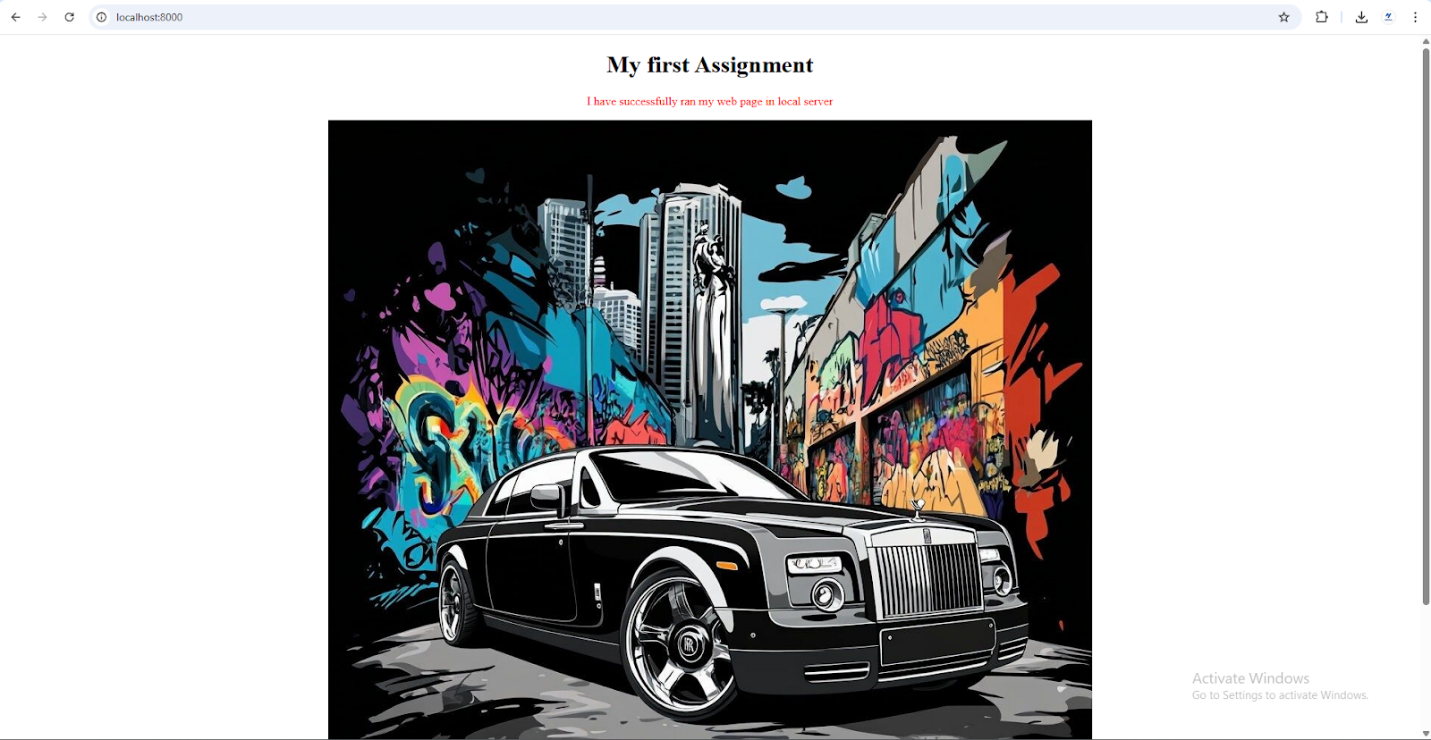 localhost:8000
My first Assignment
I have successfully ran my web page in local server
Activate Windows
Go to Settings to activate Windows.